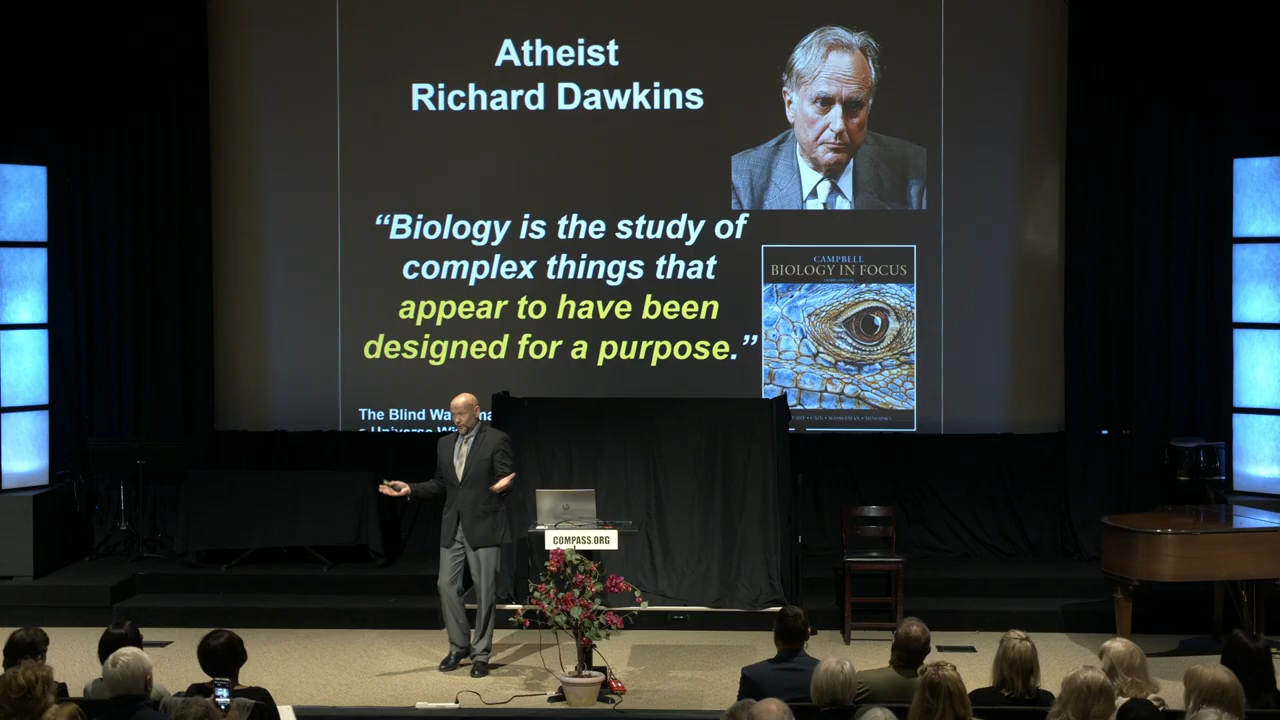 Atheist
Richard Dawkins
“Biology is the study of
complex things that
appear to have been
designed for a purpose.”
CAMPBELL
BIOLOGY IN FOCUS
The Blind
COMPASS.ORG